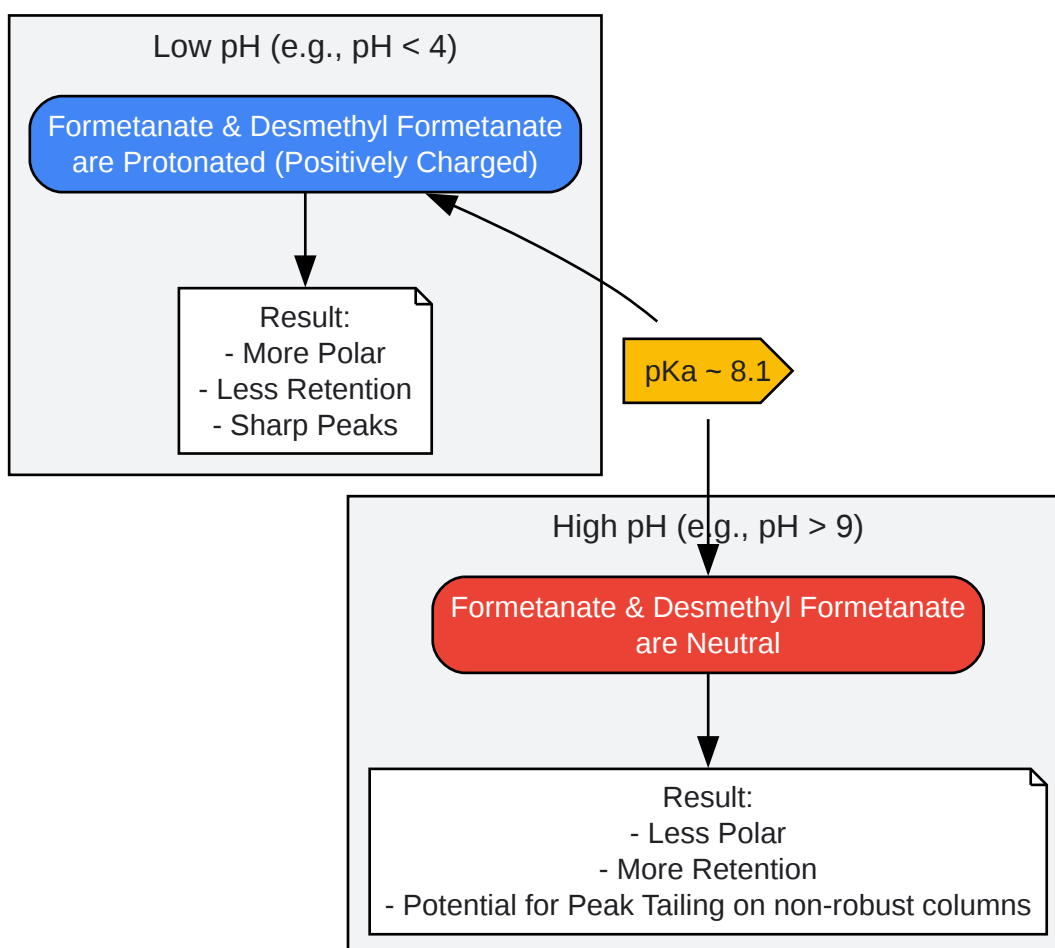 Low pH (e.g., pH < 4)
Formetanate & Desmethyl Formetanate
are Protonated (Positively Charged)
Result:
- More Polar
- Less Retention
- Sharp Peaks
pKa ~ 8.1
High pH (e.g., pH > 9)
Formetanate & Desmethyl Formetanate
are Neutral
Result:
- Less Polar
- More Retention
- Potential for Peak Tailing on non-robust columns